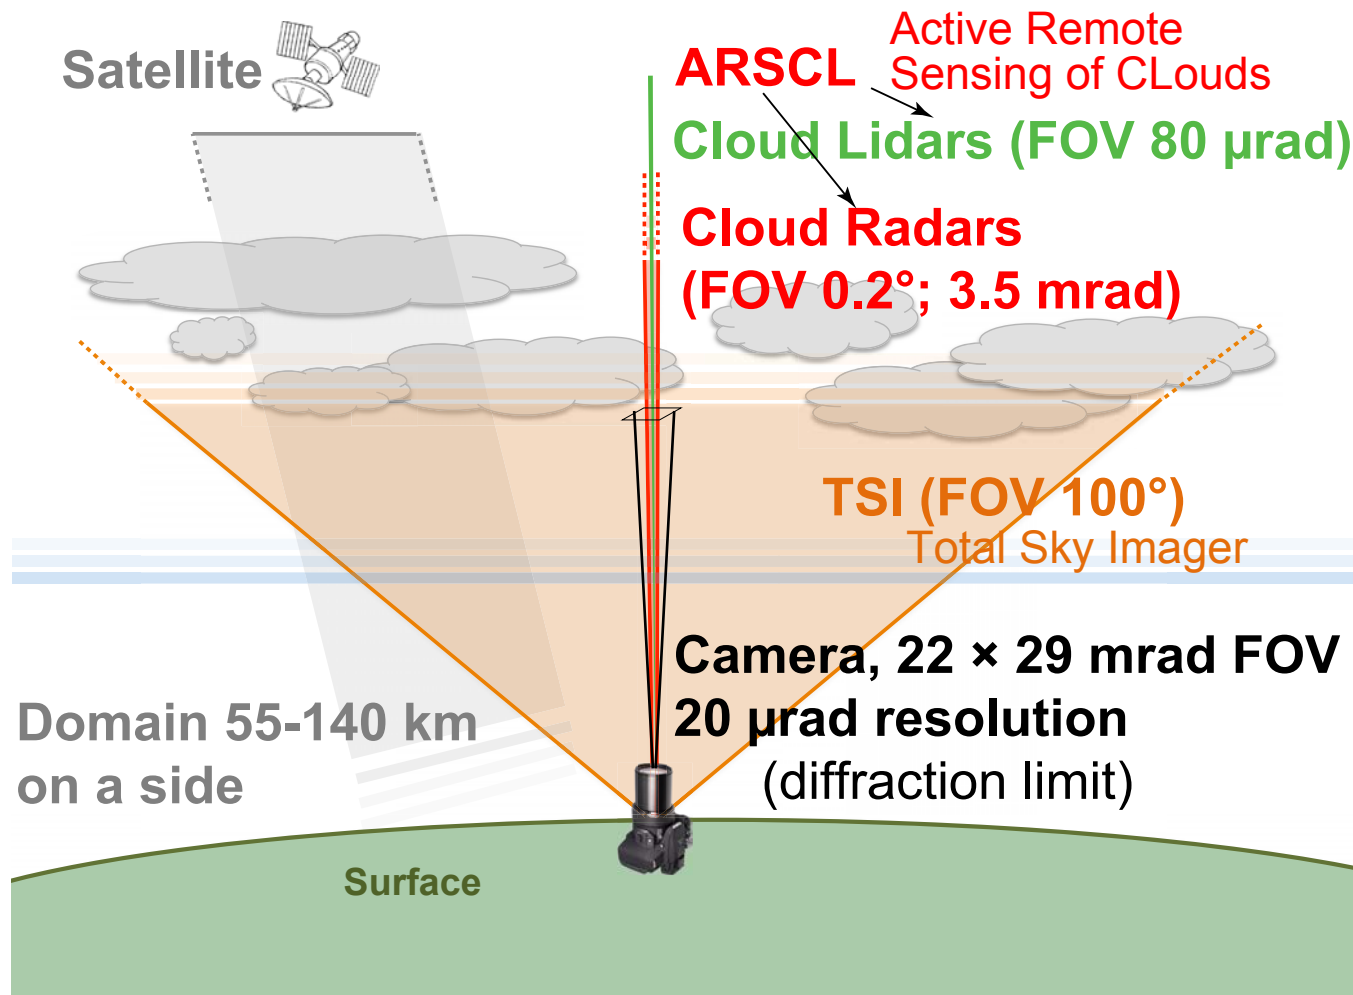 Satellite
ARSCL
Active Remote
Sensing of CLouds
Cloud Lidars (FOV 80 µrad)
Cloud Radars
(FOV 0.2°; 3.5 mrad)
TSI (FOV 100°)
Total Sky Imager
Camera, 22 × 29 mrad FOV
20 µrad resolution
(diffraction limit)
Domain 55-140 km
on a side
Surface